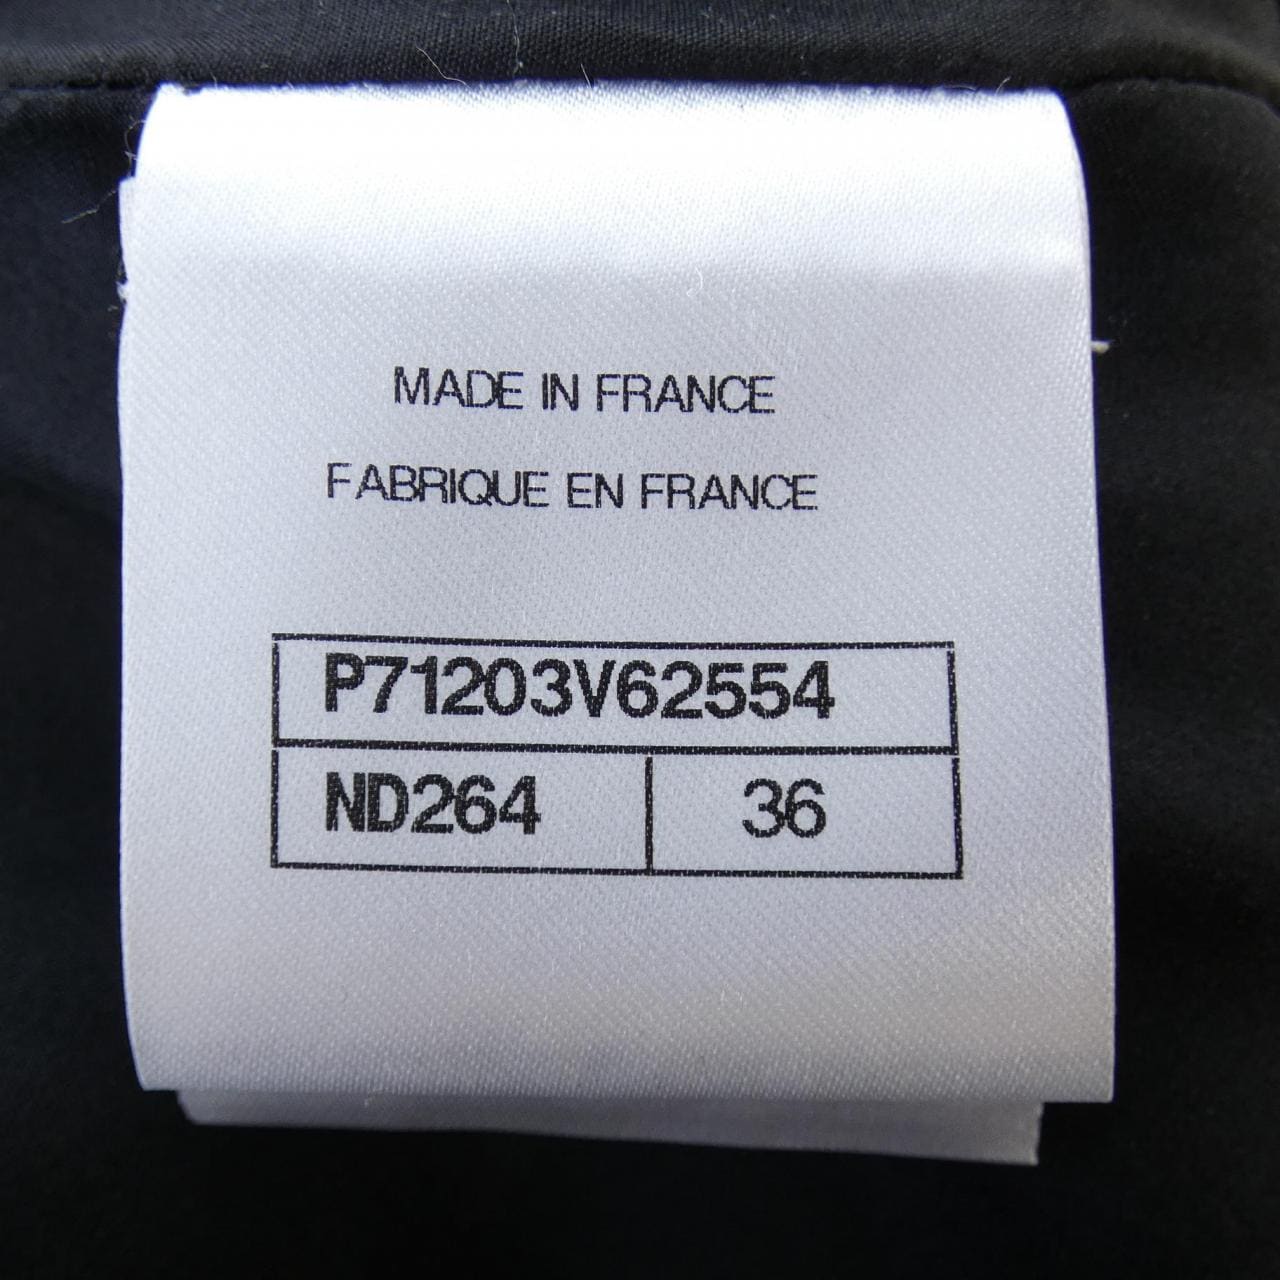 MADE IN FRANCE
FABRIQUE EN FRANCE
P71203V62554
ND264 36